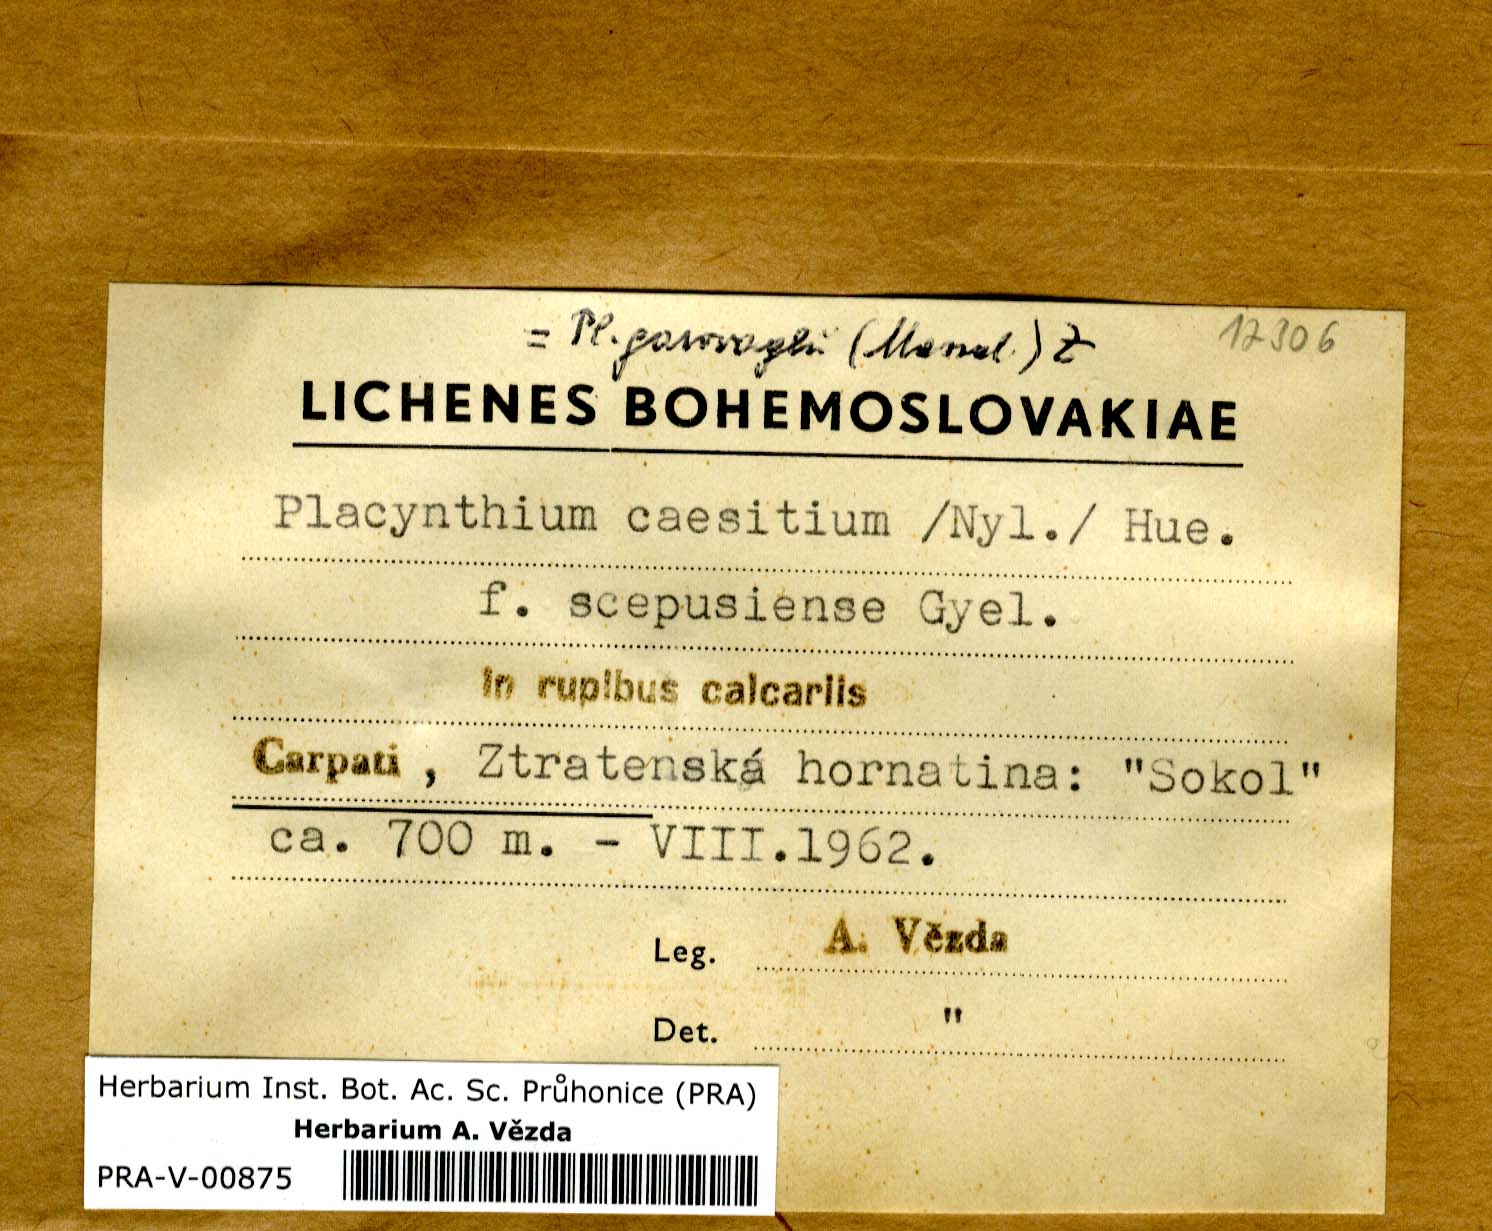 = Pl. garovaglii (Massal.) Z
17306
LICHENES BOHEMOSLOVAKIAE
Placynthium caesitium /Nyl./ Hue.
f. scepusiense Gyel.
in rupibus calcariis
Carpati , Ztratenská hornatina: "Sokol"
ca. 700 m. - VIII.1962.
Leg. A. Vězda
Det. "
Herbarium Inst. Bot. Ac. Sc. Průhonice (PRA)
Herbarium A. Vězda
PRA-V-00875